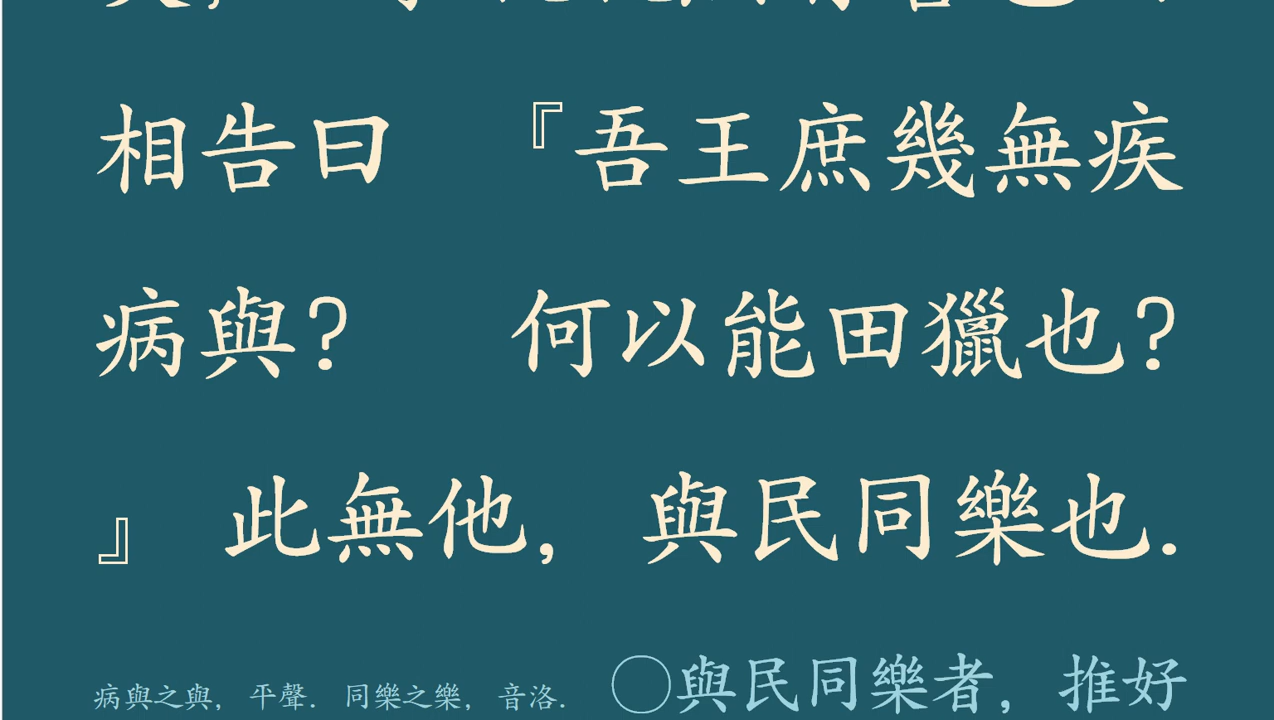 相告曰 『吾王庶幾無疾
病與? 何以能田獵也?
』 此無他, 與民同樂也.
病與之與, 平聲. 同樂之樂, 音洛. ○與民同樂者, 推好